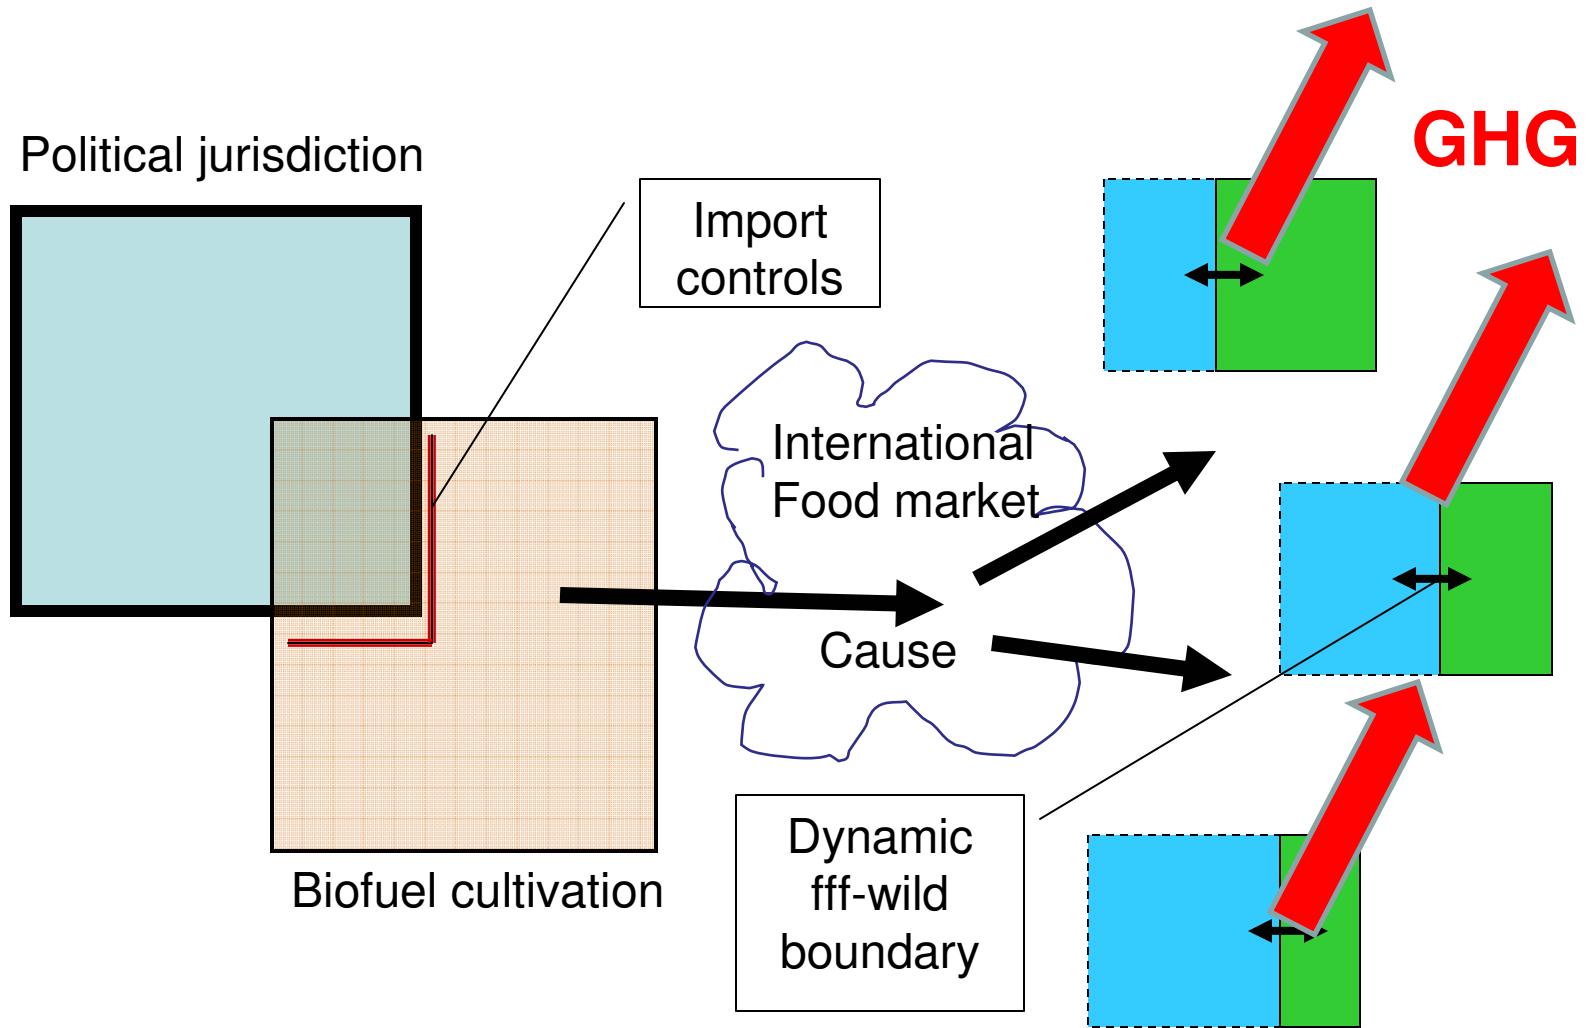 Political jurisdiction
GHG
Import
controls
International
Food market
Cause
Dynamic
fff-wild
boundary
Biofuel cultivation